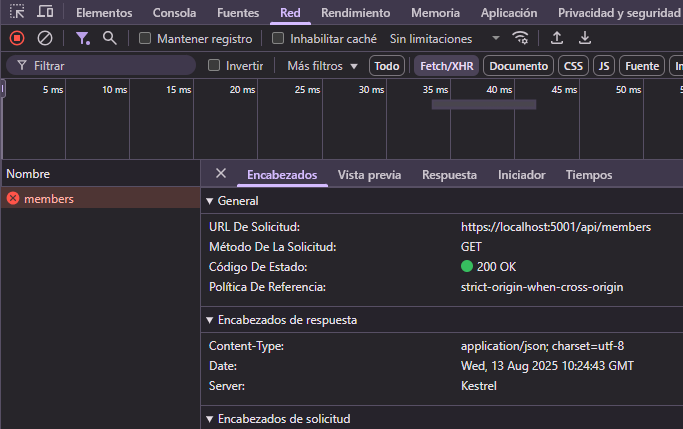 Elementos Consola Fuentes Red Rendimiento Memoria Aplicación Privacidad y seguridad
Mantener registro Inhabilitar caché Sin limitaciones
Filtrar Invertir Más filtros Todo Fetch/XHR Documento CSS JS Fuente
5 ms 10 ms 15 ms 20 ms 25 ms 30 ms 35 ms 40 ms 45 ms 50 ms
Nombre Encabezados Vista previa Respuesta Iniciador Tiempos
members
General
URL De Solicitud: https://localhost:5001/api/members
Método De La Solicitud: GET
Código De Estado: 200 OK
Política De Referencia: strict-origin-when-cross-origin
Encabezados de respuesta
Content-Type: application/json; charset=utf-8
Date: Wed, 13 Aug 2025 10:24:43 GMT
Server: Kestrel
Encabezados de solicitud